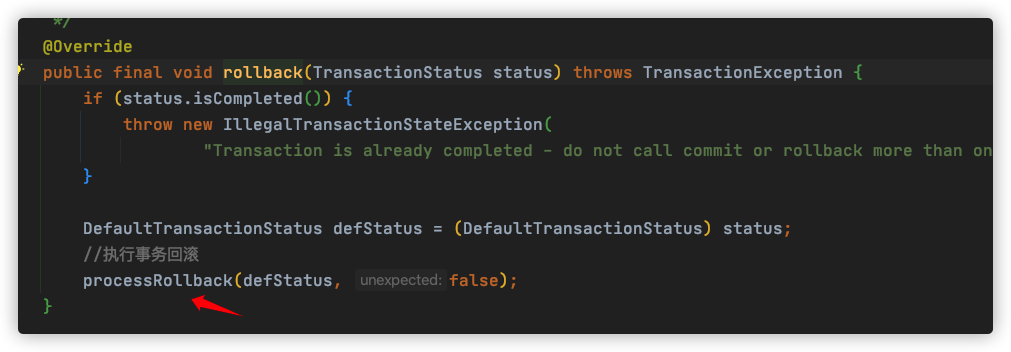 */
@Override
public final void rollback(TransactionStatus status) throws TransactionException {
if (status.isCompleted()) {
throw new IllegalTransactionStateException(
"Transaction is already completed - do not call commit or rollback more than on
}
DefaultTransactionStatus defStatus = (DefaultTransactionStatus) status;
//执行事务回滚
processRollback(defStatus, unexpected: false);
}